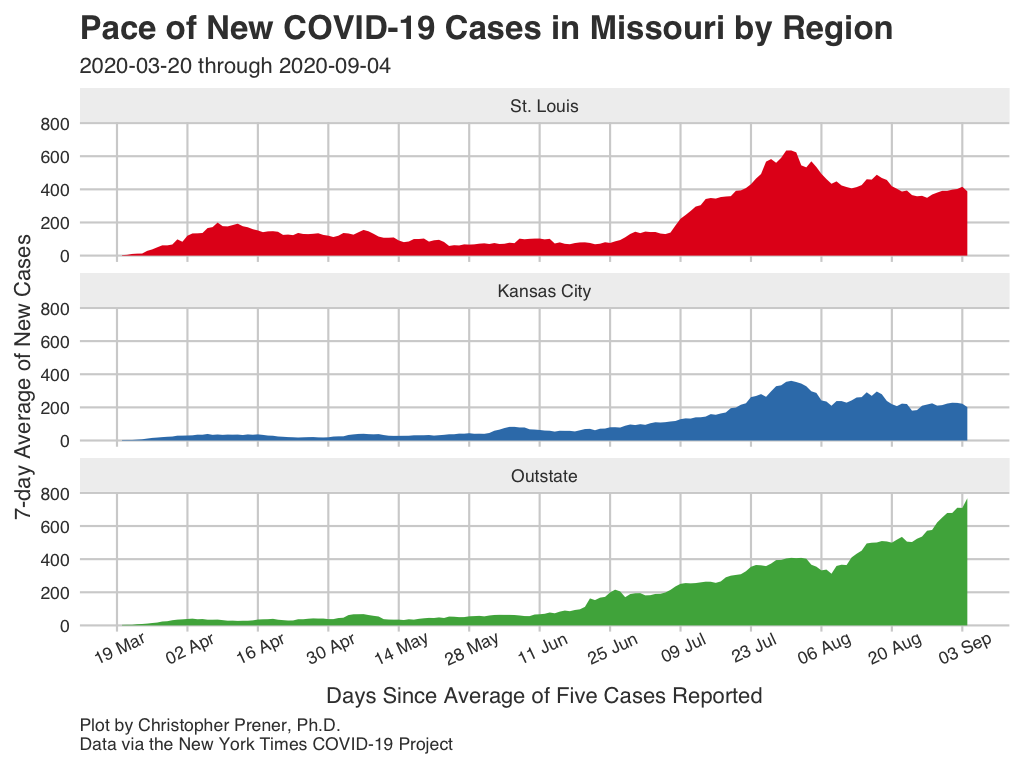 Pace of New COVID-19 Cases in Missouri by Region
2020-03-20 through 2020-09-04
St. Louis
800
600
400
200
0
Kansas City
800
600
400
200
0
Outstate
800
600
400
200
0
7-day Average of New Cases
19 Mar 02 Apr 16 Apr 30 Apr 14 May 28 May 11 Jun 25 Jun 09 Jul 23 Jul 06 Aug 20 Aug 03 Sep
Days Since Average of Five Cases Reported
Plot by Christopher Prener, Ph.D.
Data via the New York Times COVID-19 Project